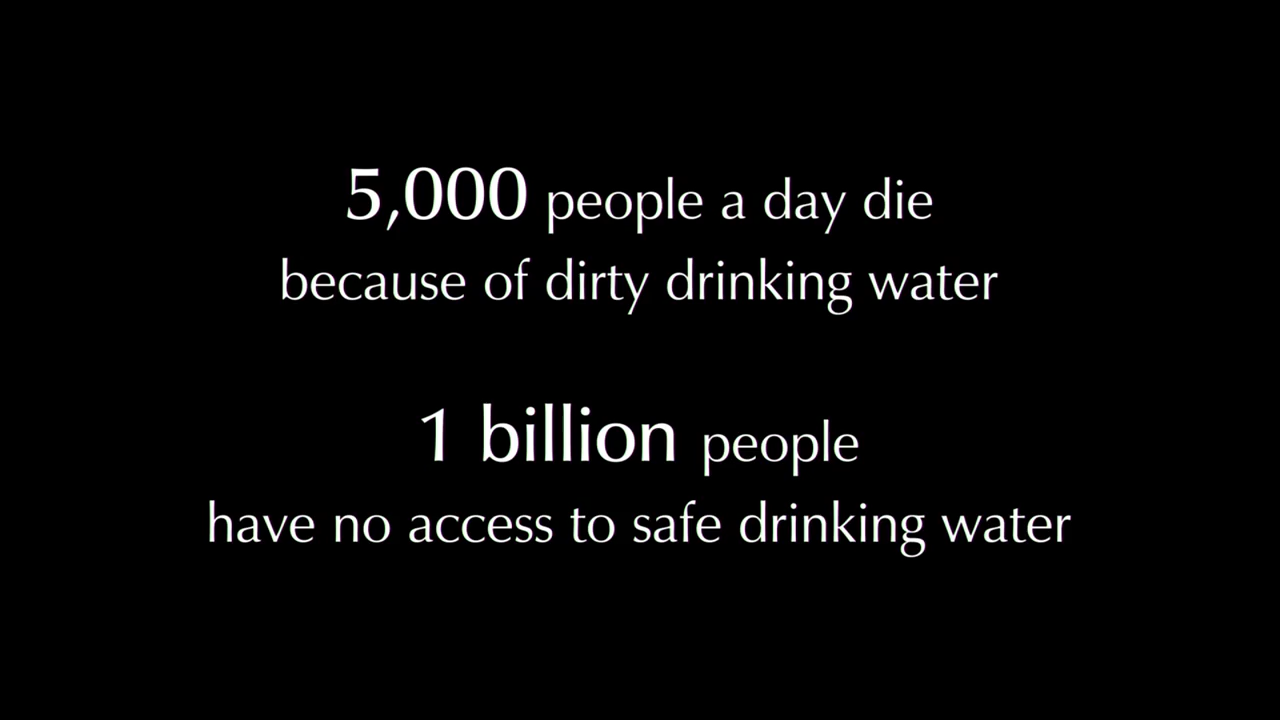 5,000 people a day die
because of dirty drinking water
1 billion people
have no access to safe drinking water